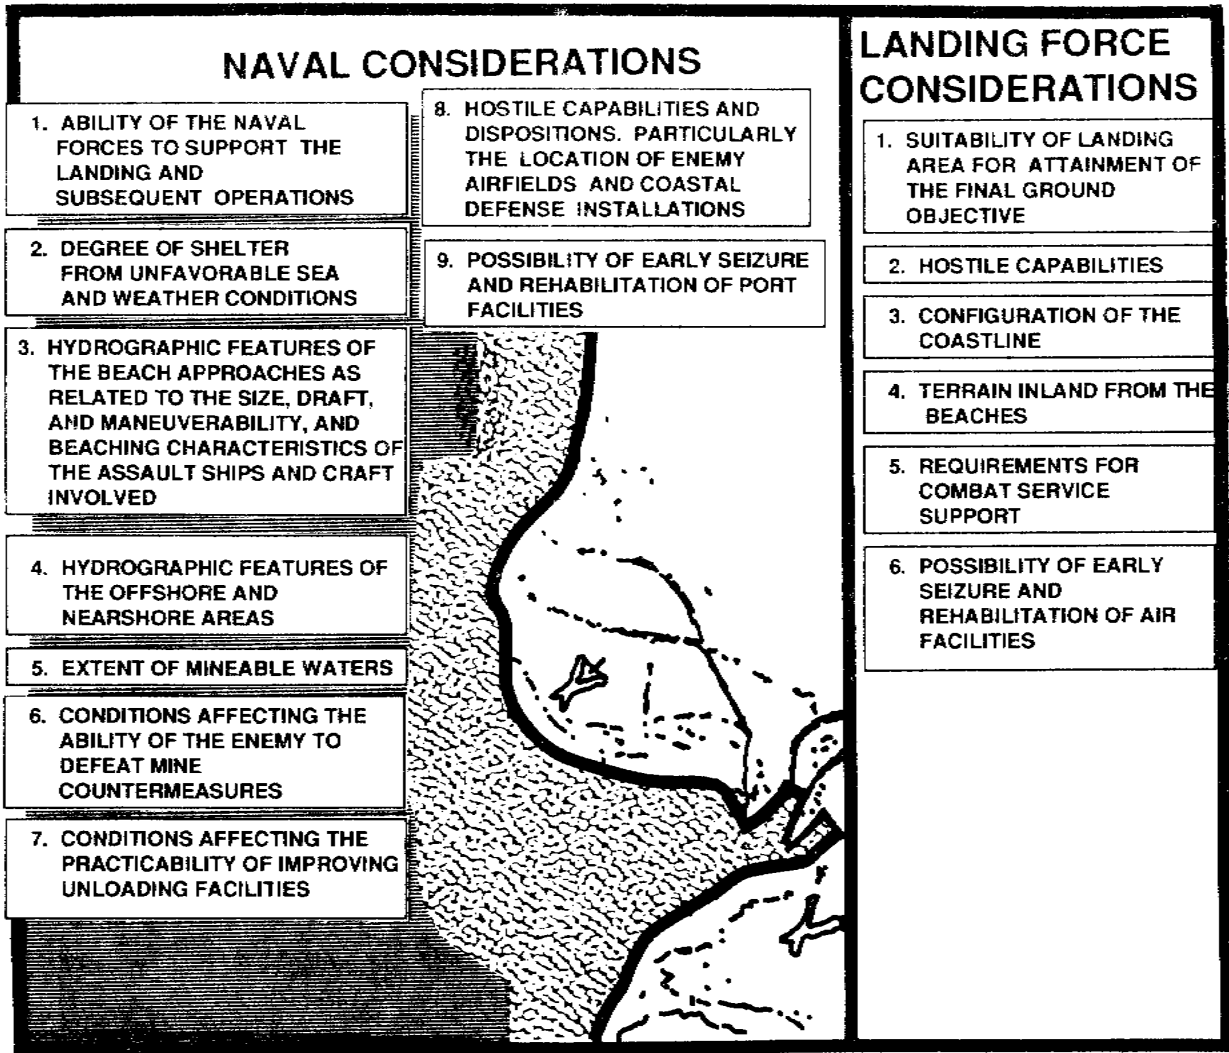 NAVAL CONSIDERATIONS
1. ABILITY OF THE NAVAL
FORCES TO SUPPORT THE
LANDING AND
SUBSEQUENT OPERATIONS
2. DEGREE OF SHELTER
FROM UNFAVORABLE SEA
AND WEATHER CONDITIONS
3. HYDROGRAPHIC FEATURES OF
THE BEACH APPROACHES AS
RELATED TO THE SIZE, DRAFT,
AND MANEUVERABILITY, AND
BEACHING CHARACTERISTICS OF
THE ASSAULT SHIPS AND CRAFT
INVOLVED
4. HYDROGRAPHIC FEATURES OF
THE OFFSHORE AND
NEARSHORE AREAS
5. EXTENT OF MINEABLE WATERS
6. CONDITIONS AFFECTING THE
ABILITY OF THE ENEMY TO
DEFEAT MINE
COUNTERMEASURES
7. CONDITIONS AFFECTING THE
PRACTICABILITY OF IMPROVING
UNLOADING FACILITIES
8. HOSTILE CAPABILITIES AND
DISPOSITIONS. PARTICULARLY
THE LOCATION OF ENEMY
AIRFIELDS AND COASTAL
DEFENSE INSTALLATIONS
9. POSSIBILITY OF EARLY SEIZURE
AND REHABILITATION OF PORT
FACILITIES
LANDING FORCE
CONSIDERATIONS
1. SUITABILITY OF LANDING
AREA FOR ATTAINMENT OF
THE FINAL GROUND
OBJECTIVE
2. HOSTILE CAPABILITIES
3. CONFIGURATION OF THE
COASTLINE
4. TERRAIN INLAND FROM THE
BEACHES
5. REQUIREMENTS FOR
COMBAT SERVICE
SUPPORT
6. POSSIBILITY OF EARLY
SEIZURE AND
REHABILITATION OF AIR
FACILITIES